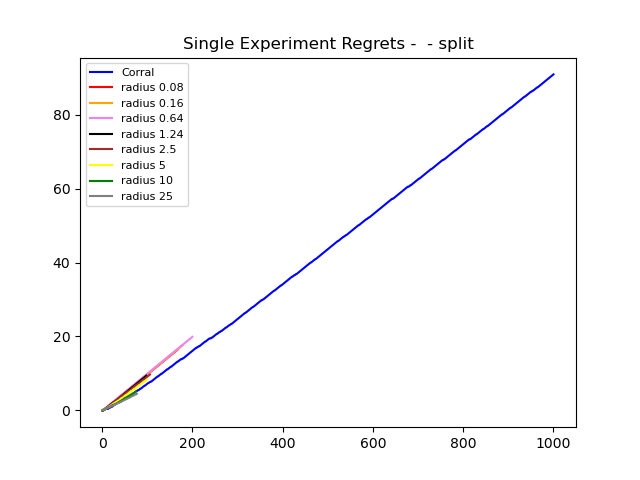 Single Experiment Regrets -  - split
Corral
radius 0.08
radius 0.16
radius 0.64
radius 1.24
radius 2.5
radius 5
radius 10
radius 25
80
60
40
20
0
0 200 400 600 800 1000